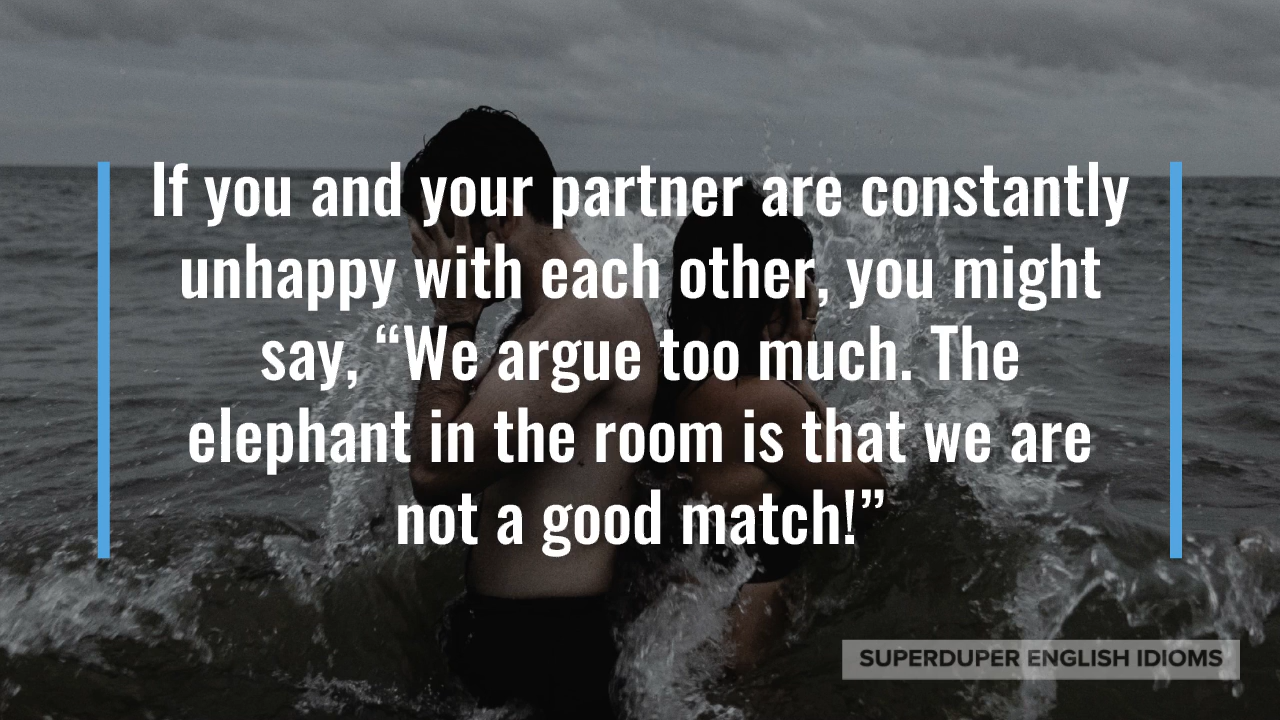 If you and your partner are constantly
unhappy with each other, you might
say, “We argue too much. The
elephant in the room is that we are
not a good match!”
SUPERDUPER ENGLISH IDIOMS